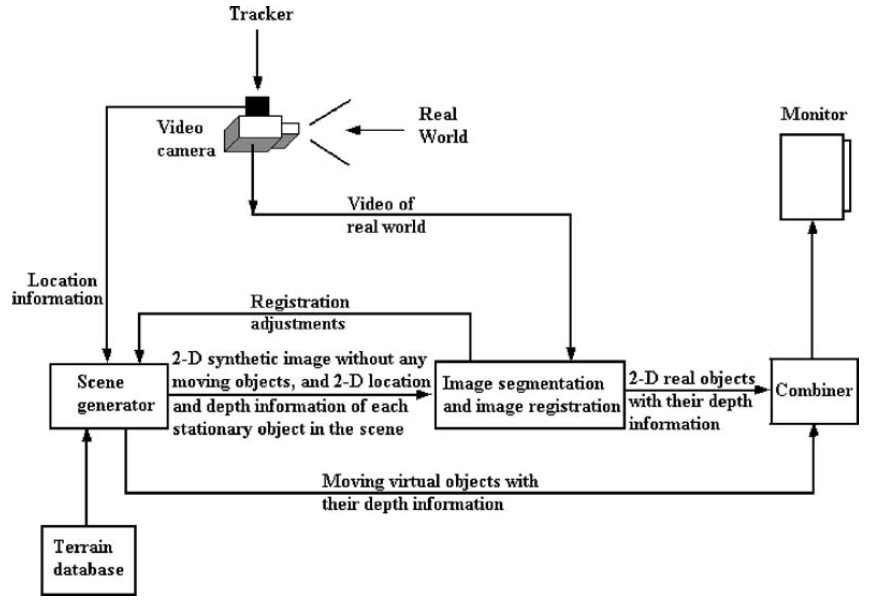 Tracker
Video
camera
Real
World
Monitor
Video of
real world
Location
information
Registration
adjustments
Scene
generator
2-D synthetic image without any
moving objects, and 2-D location
and depth information of each
stationary object in the scene
Image segmentation
and image registration
2-D real objects
with their depth
information
Combiner
Moving virtual objects with
their depth information
Terrain
database